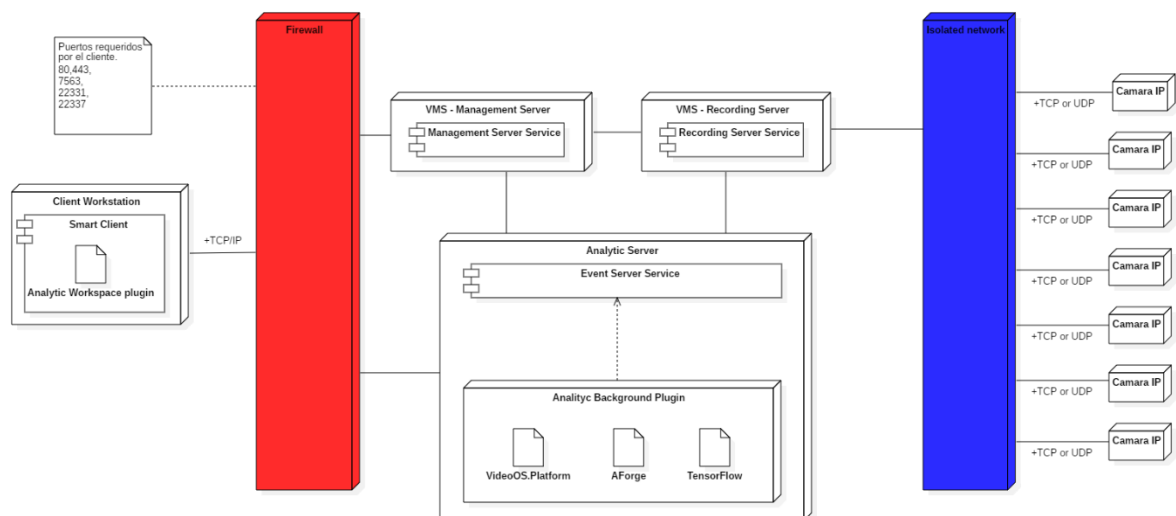 Puertos requeridos
por el cliente.
80,443,
7563,
22331,
22337
Firewall
Isolated network
VMS - Management Server
Management Server Service
VMS - Recording Server
Recording Server Service
Client Workstation
Smart Client
Analytic Workspace plugin
+TCP/IP
Analytic Server
Event Server Service
Analityc Background Plugin
VideoOS.Platform
AForge
TensorFlow
+TCP or UDP
Camara IP
+TCP or UDP
Camara IP
+TCP or UDP
Camara IP
+TCP or UDP
Camara IP
+TCP or UDP
Camara IP
+TCP or UDP
Camara IP
+TCP or UDP
Camara IP